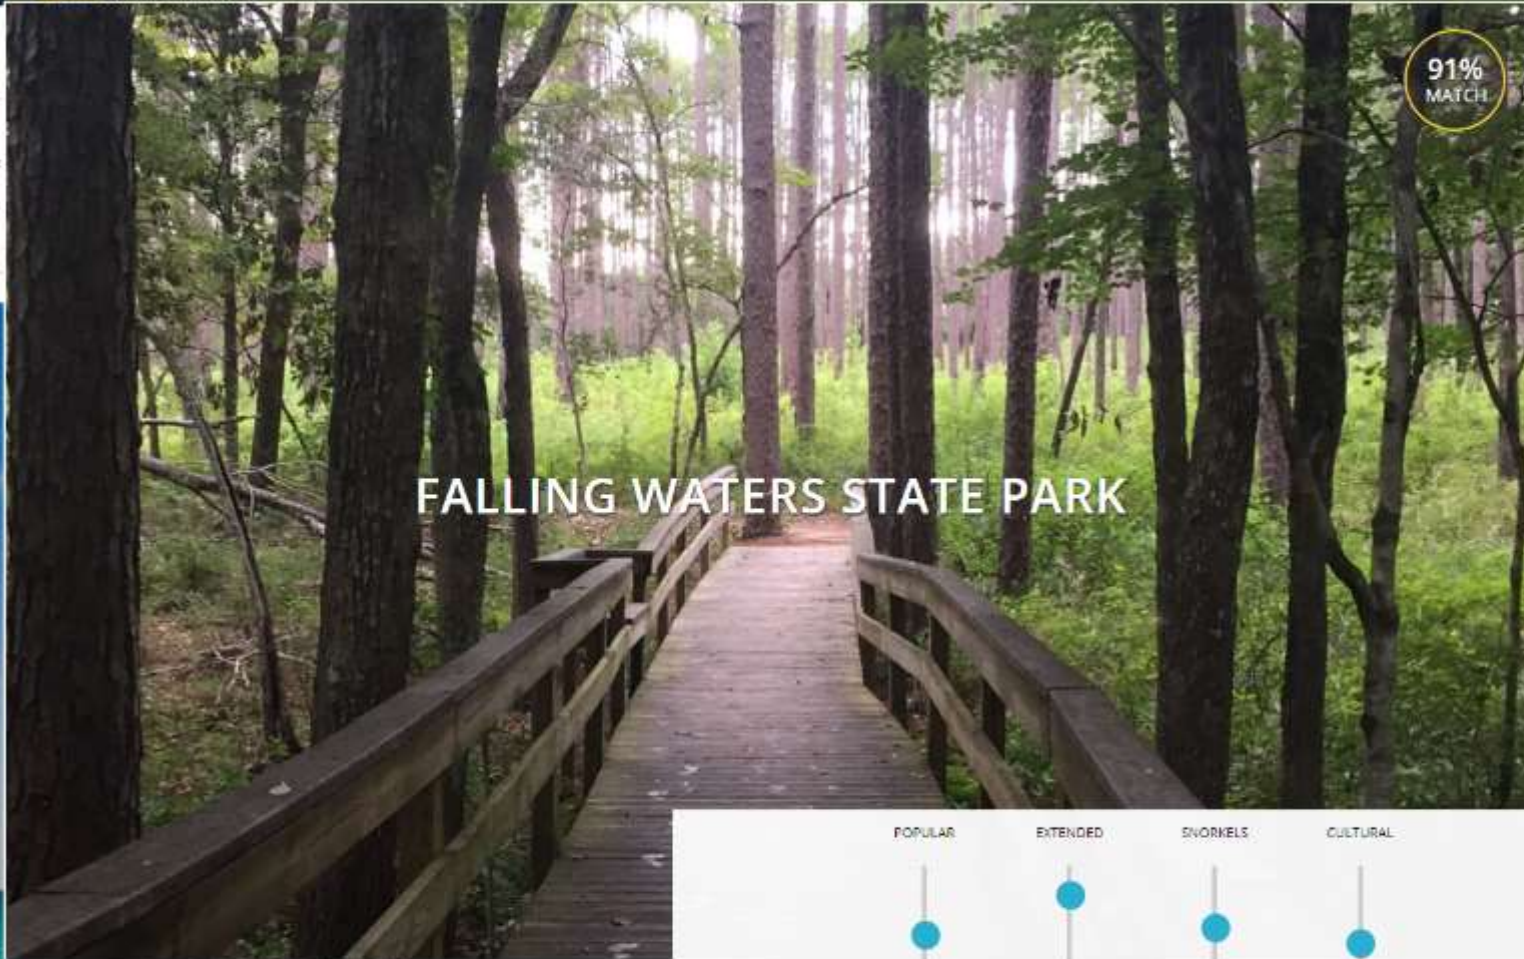 91%
MATCH
FALLING WATERS STATE PARK
POPULAR
EXTENDED
SNORKELS
CULTURAL